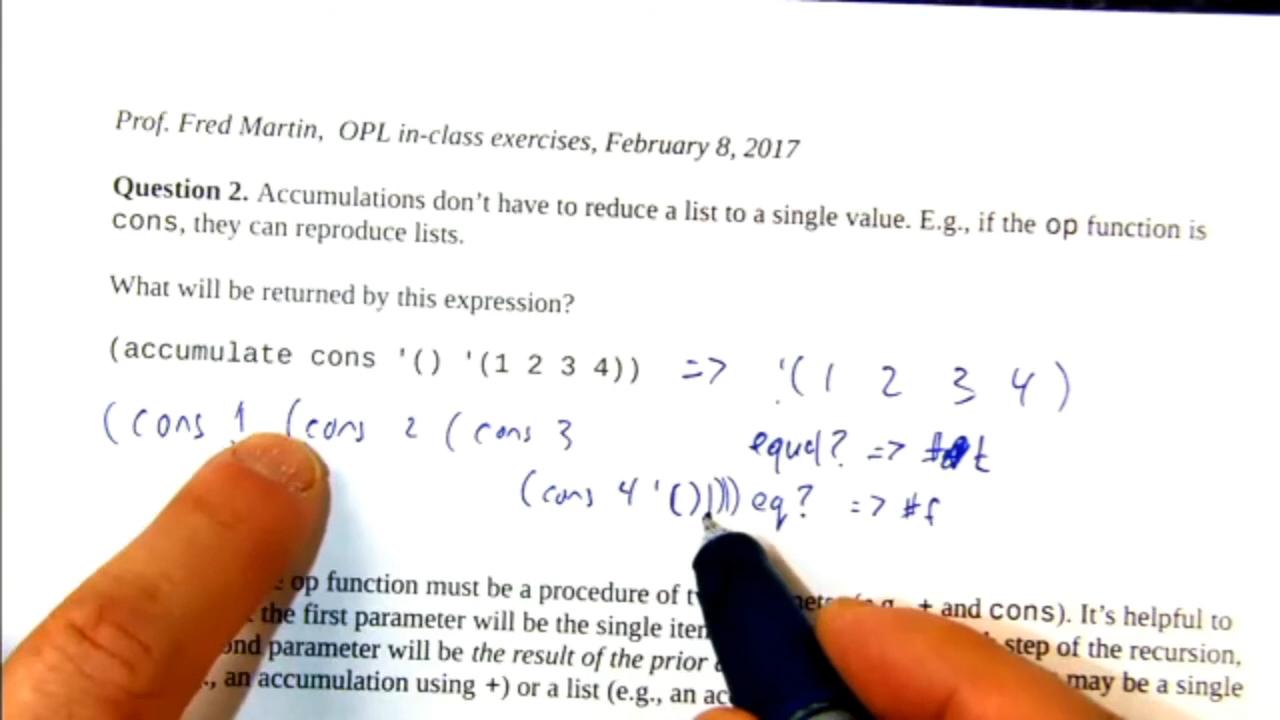 Prof. Fred Martin, OPL in-class exercises, February 8, 2017
Question 2. Accumulations don't have to reduce a list to a single value. E.g., if the op function is
cons, they can reproduce lists.
What will be returned by this expression?
(accumulate cons '() '(1 2 3 4)) => '(1 2 3 4)
(cons 1 (cons 2 (cons 3
equal? => #t
(cons 4 '()))))
eq? => #f
op function must be a procedure of + and cons). It's helpful to
the first parameter will be the single step of the recursion,
parameter will be the result of the prior may be a single
an accumulation using +) or a list (e.g., an